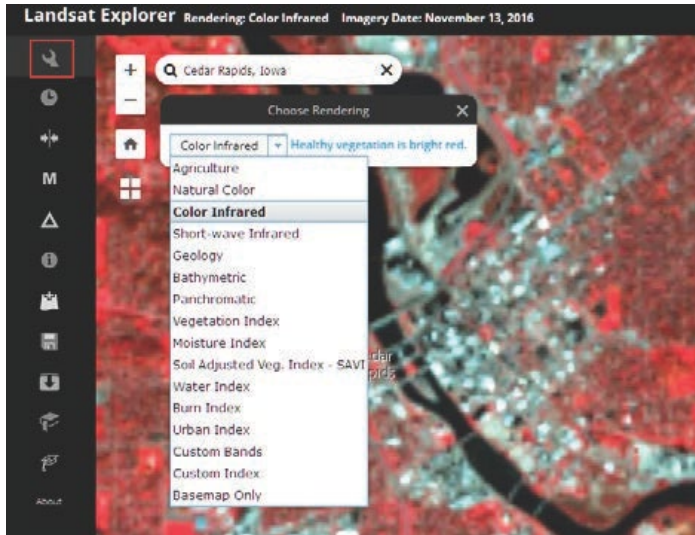 Landsat Explorer Rendering: Color Infrared Imagery Date: November 13, 2016
+
Cedar Rapids, Iowa
−
Choose Rendering
Color Infrared Healthy vegetation is bright red.
Agriculture
Natural Color
Color Infrared
Short-wave Infrared
Geology
Bathymetric
Panchromatic
Vegetation Index
Moisture Index
Soil Adjusted Veg. Index - SAVI
Water Index
Burn Index
Urban Index
Custom Bands
Custom Index
Basemap Only
M
About
dar
pids